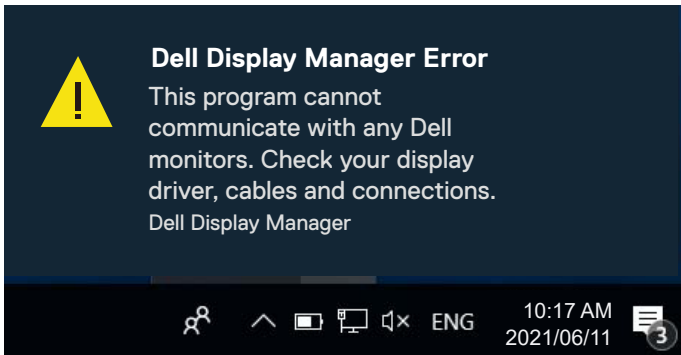 Dell Display Manager Error
This program cannot
communicate with any Dell
monitors. Check your display
driver, cables and connections.
Dell Display Manager
ENG
10:17 AM
2021/06/11
3